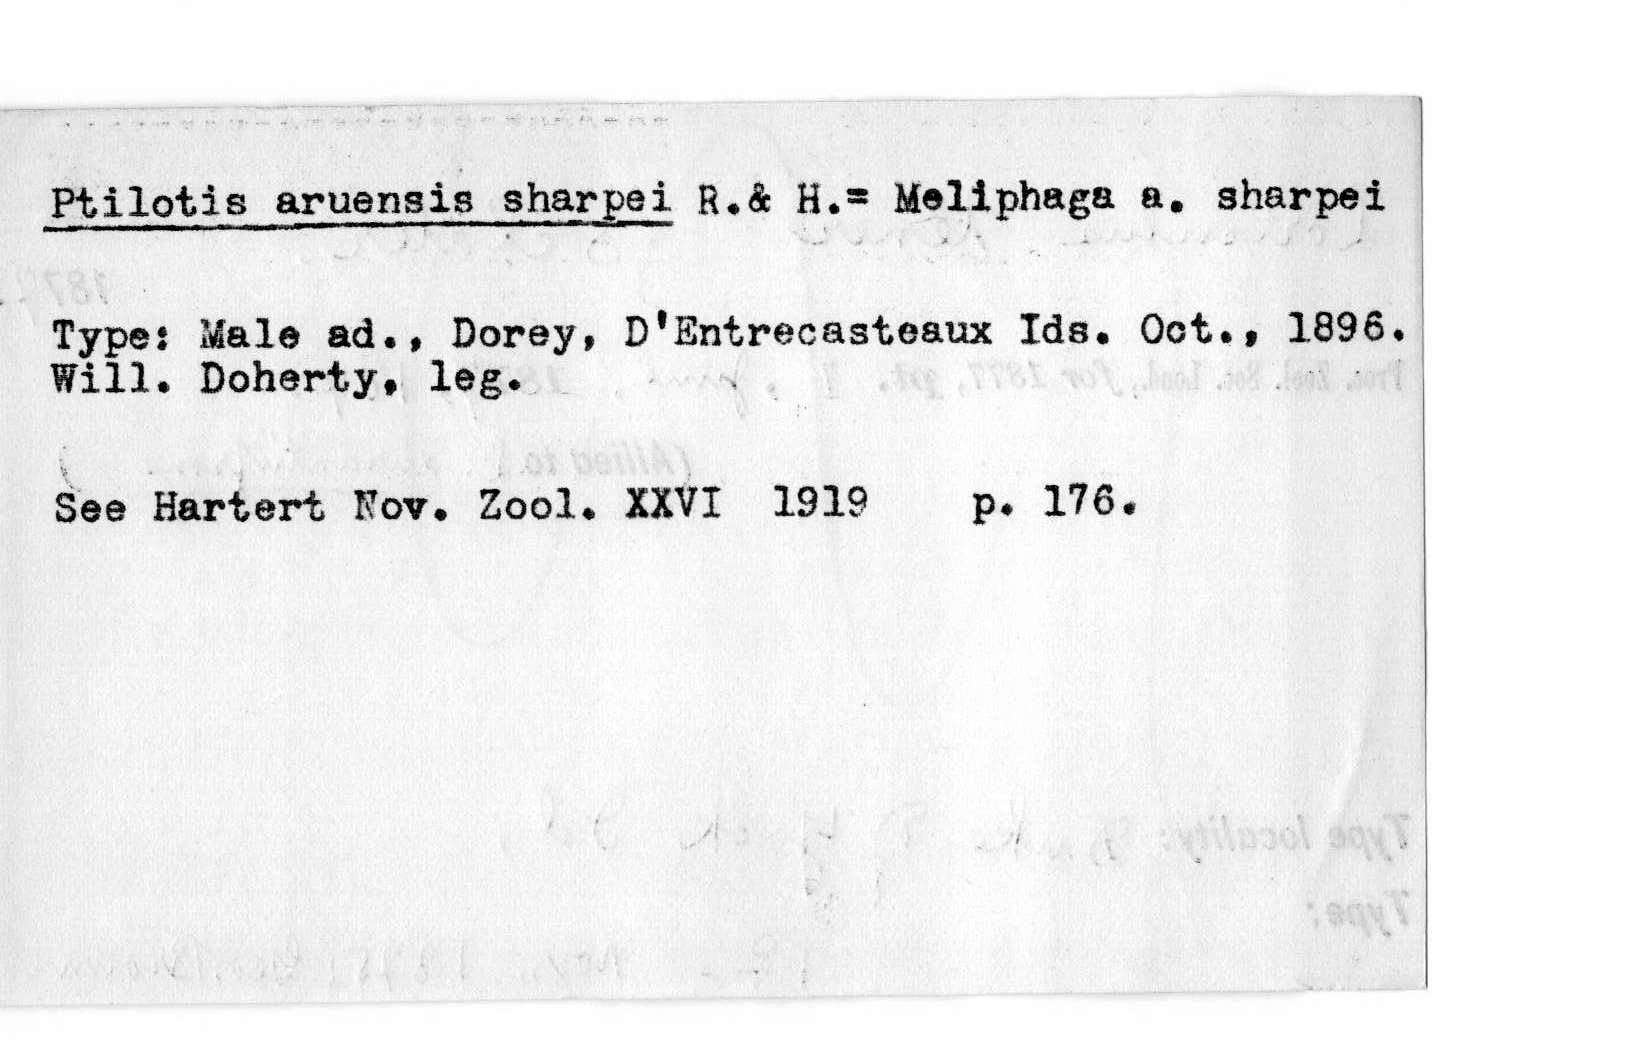 Ptilotis aruensis sharpei R.& H.= Meliphaga a. sharpei
Type: Male ad., Dorey, D'Entrecasteaux Ids. Oct., 1896.
Will. Doherty, leg.
See Hartert Nov. Zool. XXVI 1919 p. 176.